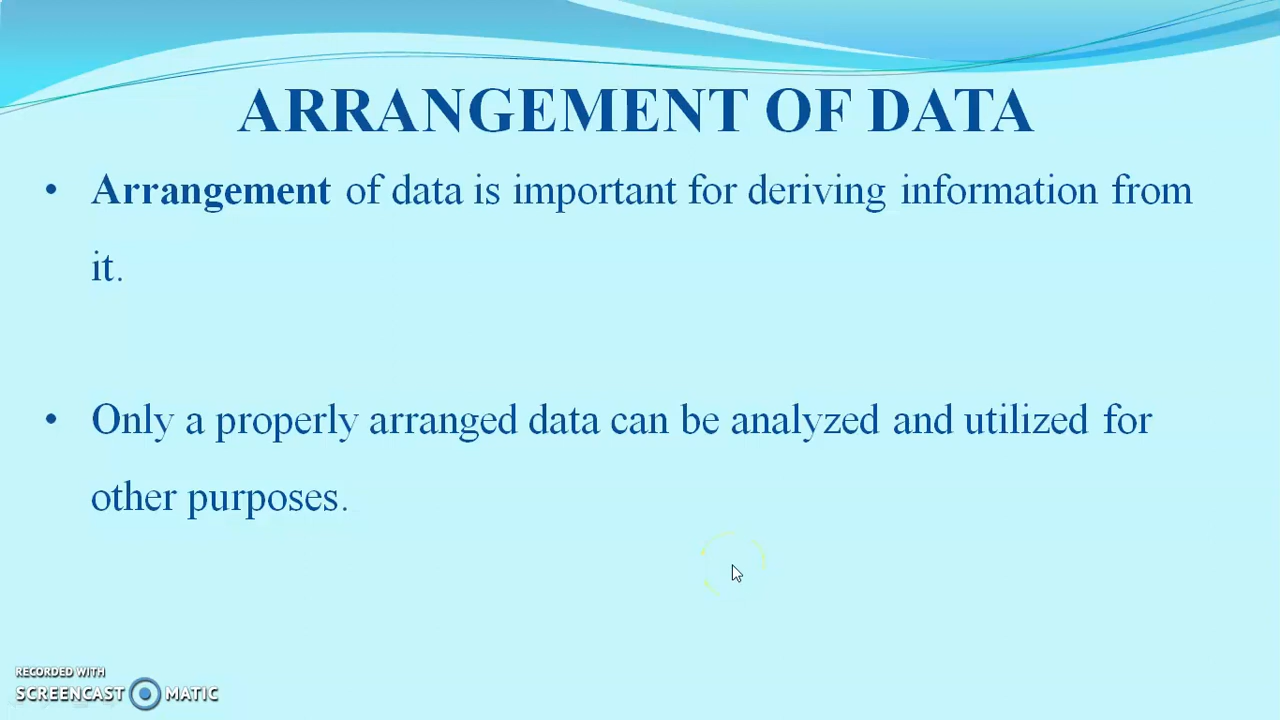 ARRANGEMENT OF DATA
• Arrangement of data is important for deriving information from
it.
• Only a properly arranged data can be analyzed and utilized for
other purposes.
RECORDED WITH
SCREENCAST MATIC